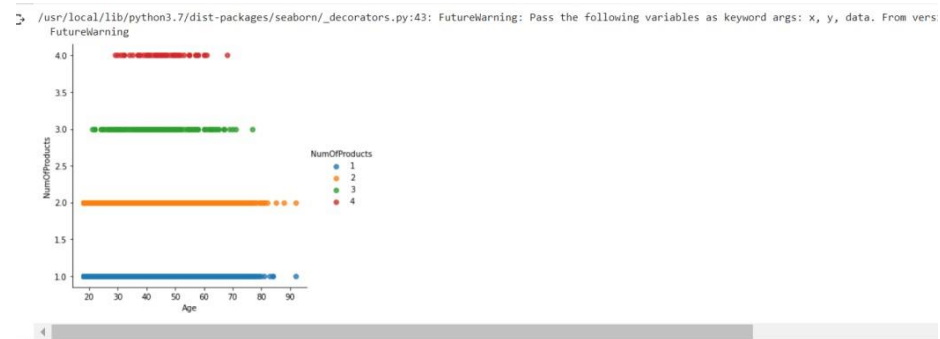 /usr/local/lib/python3.7/dist-packages/seaborn/_decorators.py:43: FutureWarning: Pass the following variables as keyword args: x, y, data. From
FutureWarning
4.0
3.5
3.0
2.5
2.0
1.5
1.0
NumOfProducts
20 30 40 50 60 70 80 90
Age
NumOfProducts
1
2
3
4